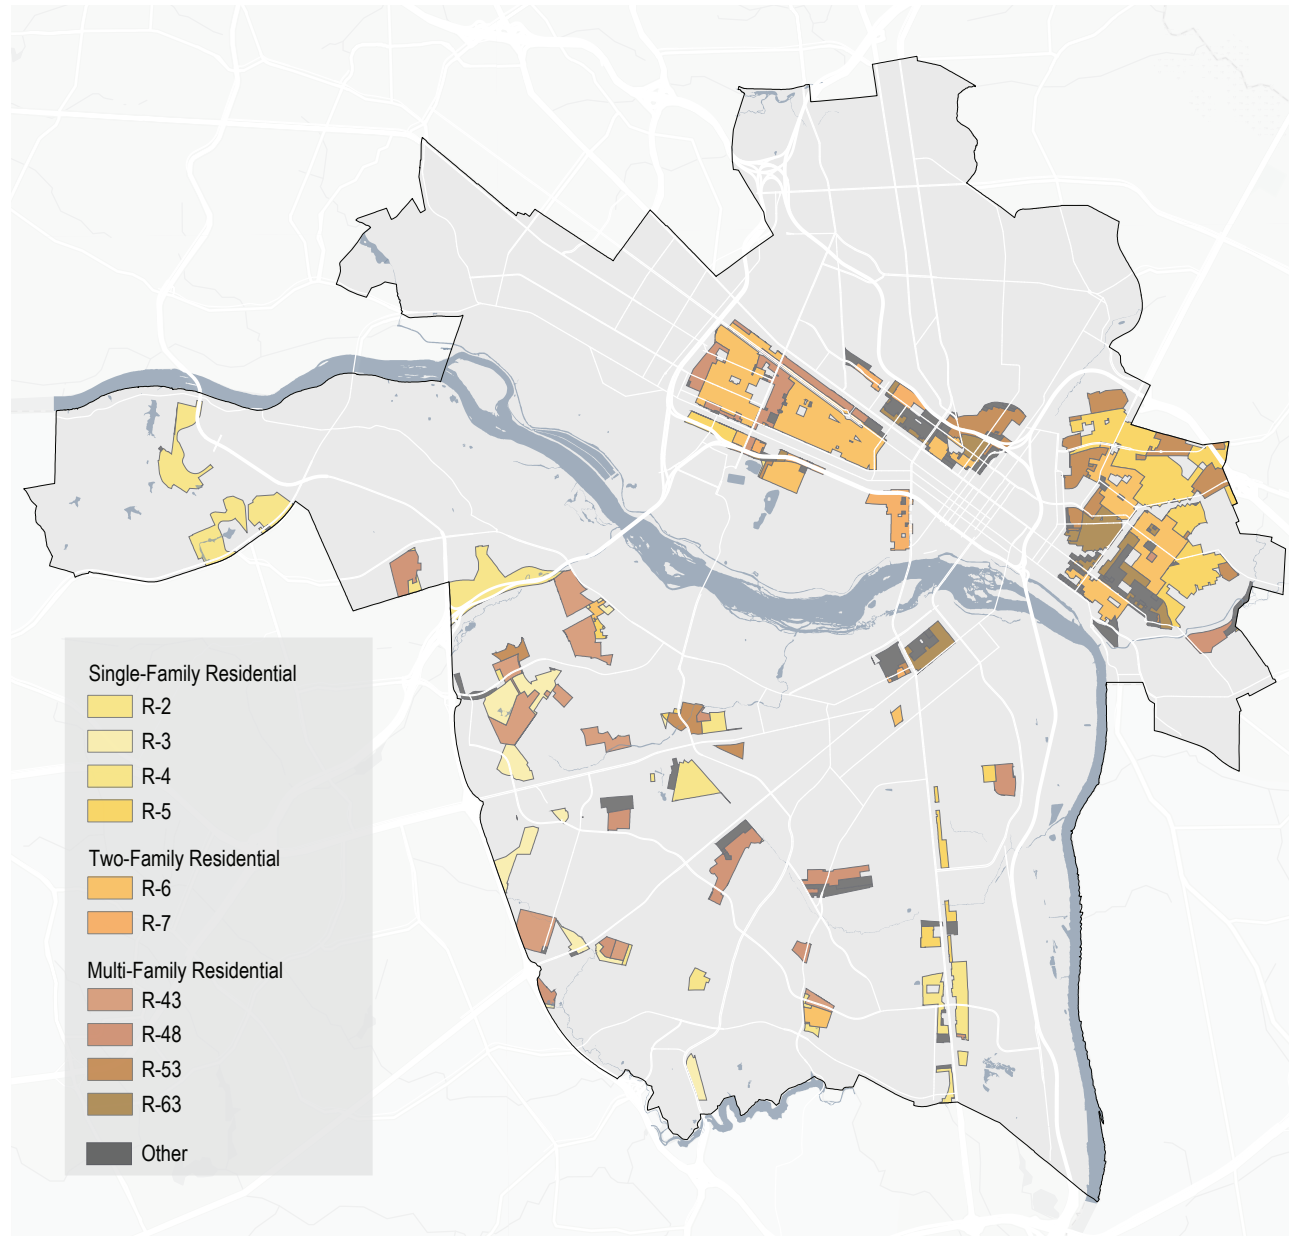 Single-Family Residential
R-2
R-3
R-4
R-5
Two-Family Residential
R-6
R-7
Multi-Family Residential
R-43
R-48
R-53
R-63
Other